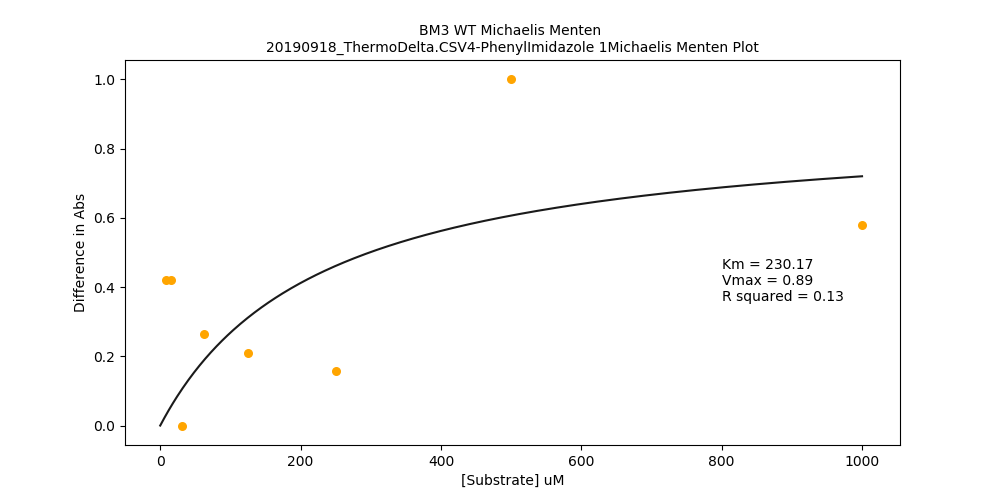 BM3 WT Michaelis Menten
20190918_ThermoDelta.CSV4-PhenylImidazole 1Michaelis Menten Plot
1.0
0.8
0.6
0.4
0.2
0.0
Difference in Abs
Km = 230.17
Vmax = 0.89
R squared = 0.13
0 200 400 600 800 1000
[Substrate] uM